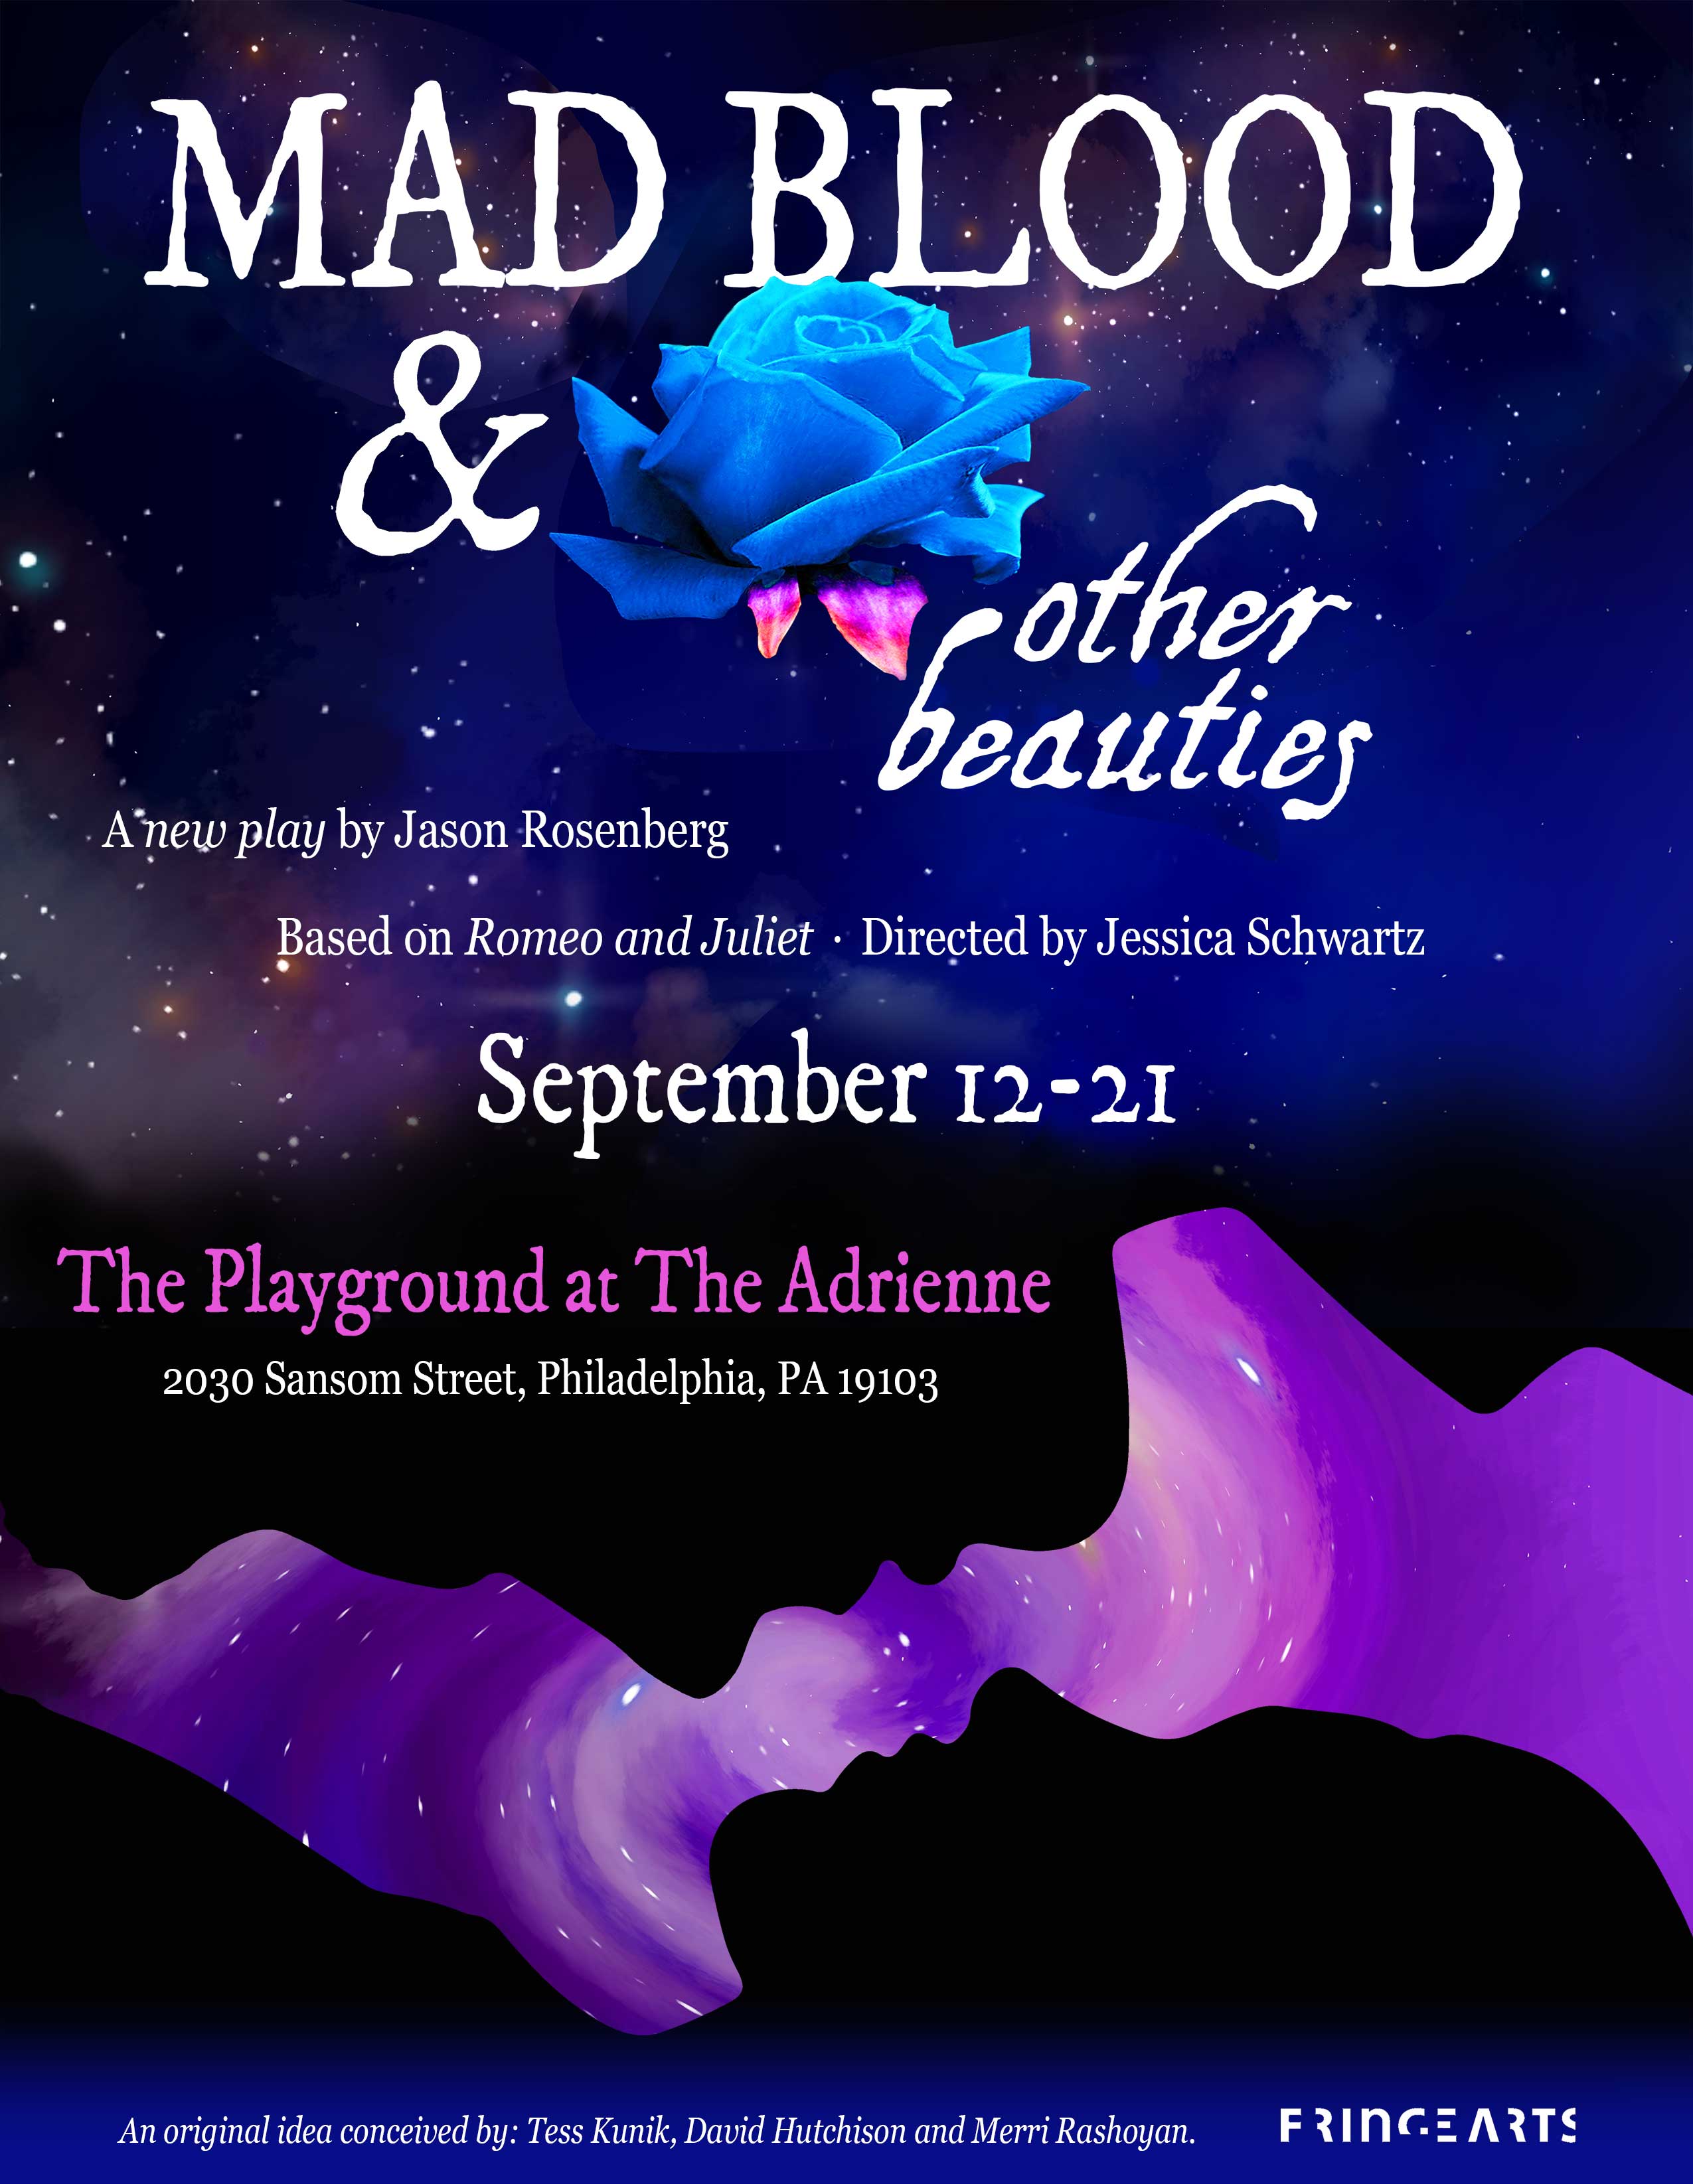 MAD BLOOD
&
other
beauties
A new play by Jason Rosenberg
Based on Romeo and Juliet · Directed by Jessica Schwartz
September 12-21
The Playground at The Adrienne
2030 Sansom Street, Philadelphia, PA 19103
An original idea conceived by: Tess Kunik, David Hutchison and Merri Rashoyan.
FRINGEARTS